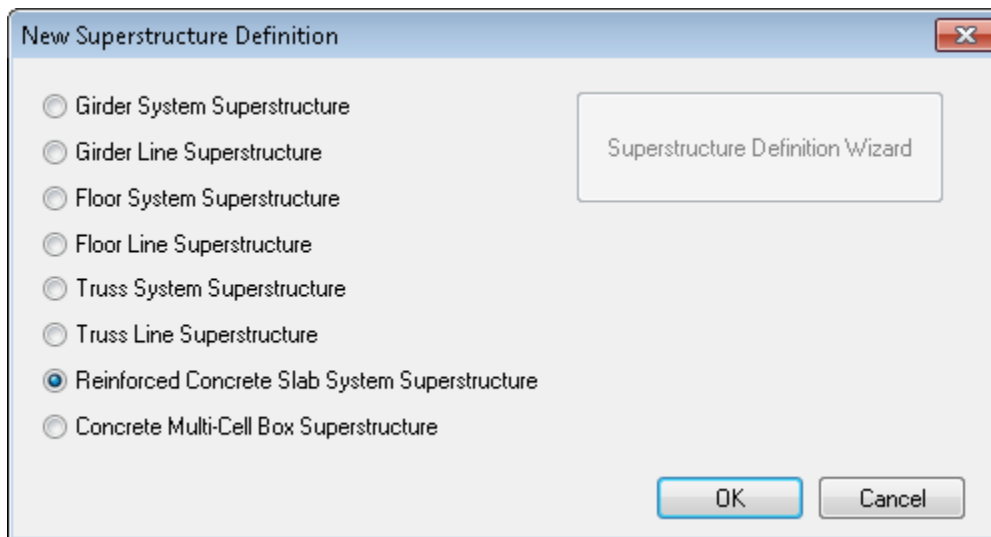 New Superstructure Definition
Girder System Superstructure
Superstructure Definition Wizard
Girder Line Superstructure
Floor System Superstructure
Floor Line Superstructure
Truss System Superstructure
Truss Line Superstructure
Reinforced Concrete Slab System Superstructure
Concrete Multi-Cell Box Superstructure
OK
Cancel